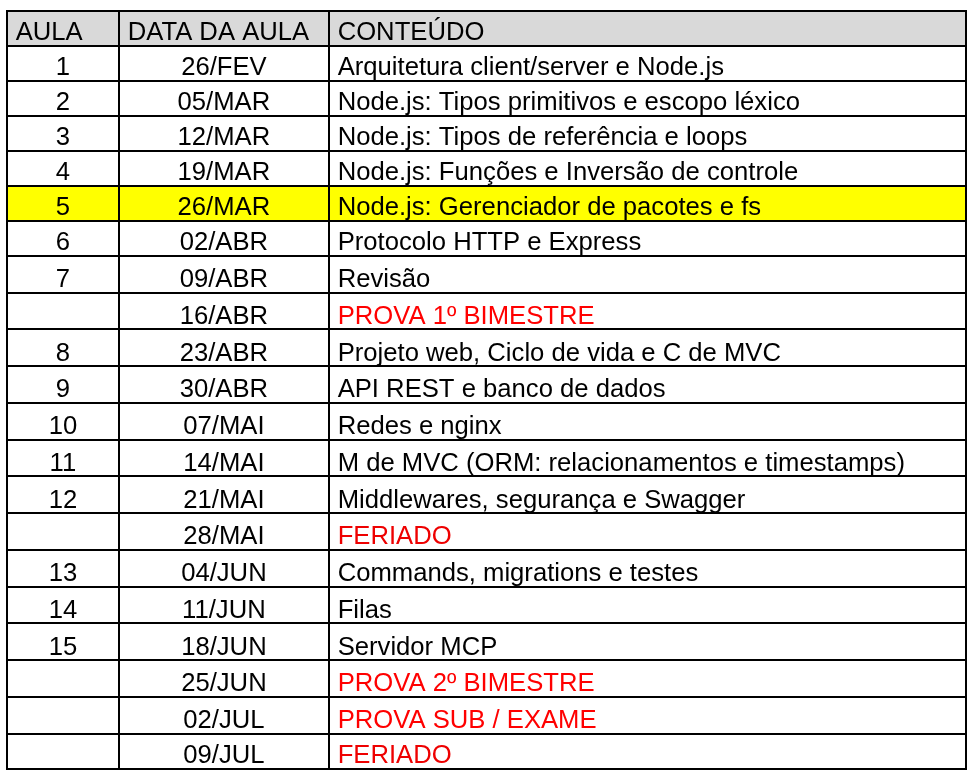 AULA DATA DA AULA CONTEÚDO
1 26/FEV Arquitetura client/server e Node.js
2 05/MAR Node.js: Tipos primitivos e escopo léxico
3 12/MAR Node.js: Tipos de referência e loops
4 19/MAR Node.js: Funções e Inversão de controle
5 26/MAR Node.js: Gerenciador de pacotes e fs
6 02/ABR Protocolo HTTP e Express
7 09/ABR Revisão
16/ABR PROVA 1º BIMESTRE
8 23/ABR Projeto web, Ciclo de vida e C de MVC
9 30/ABR API REST e banco de dados
10 07/MAI Redes e nginx
11 14/MAI M de MVC (ORM: relacionamentos e timestamps)
12 21/MAI Middlewares, segurança e Swagger
28/MAI FERIADO
13 04/JUN Commands, migrations e testes
14 11/JUN Filas
15 18/JUN Servidor MCP
25/JUN PROVA 2º BIMESTRE
02/JUL PROVA SUB / EXAME
09/JUL FERIADO